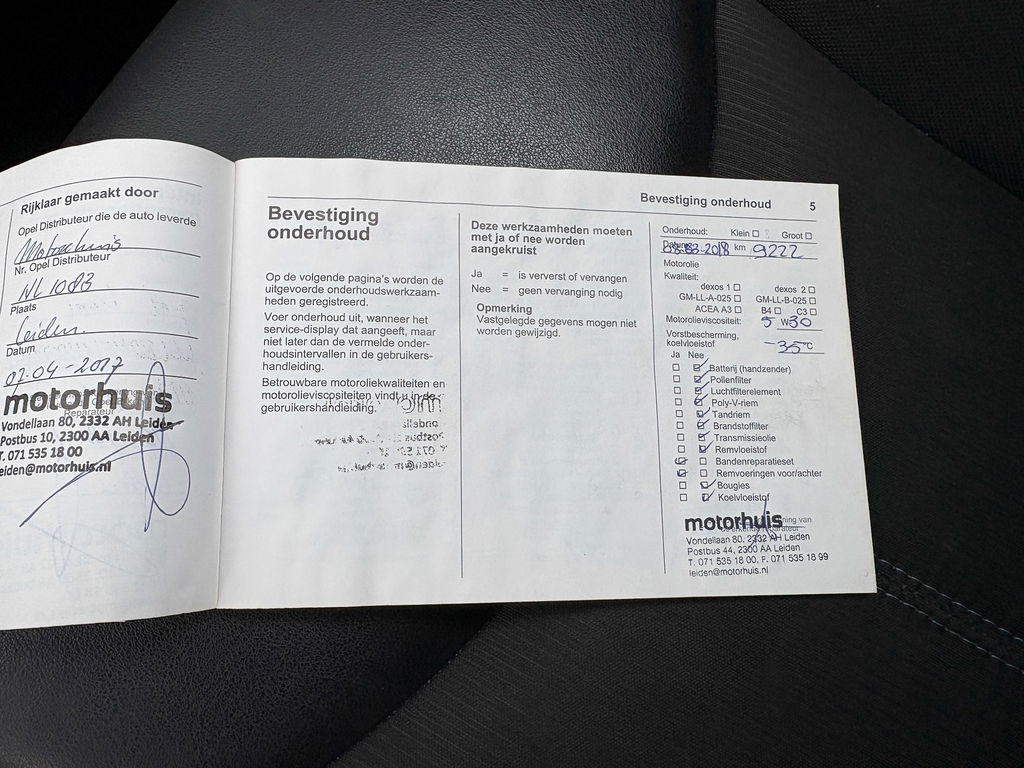 Rijklaar gemaakt door
Opel Distributeur die de auto leverde
Motorhuis
Nr. Opel Distributeur
NL 1083
Plaats
Leiden.
Datum
07-04-2017
motorhuis
Reparateur
Vondellaan 80, 2332 AH Leiden
Postbus 10, 2300 AA Leiden
T. 071 535 18 00
leiden@motorhuis.nl
Bevestiging
onderhoud
Op de volgende pagina's worden de
uitgevoerde onderhoudswerkzaam-
heden geregistreerd.
Voer onderhoud uit, wanneer het
service-display dat aangeeft, maar
niet later dan de vermelde onder-
houdsintervallen in de gebruikers-
handleiding.
Betrouwbare motoroliekwaliteiten en
motorolieviscositeiten vindt u in de
gebruikershandleiding.
Deze werkzaamheden moeten
met ja of nee worden
aangekruist
Ja = is ververst of vervangen
Nee = geen vervanging nodig
Opmerking
Vastgelegde gegevens mogen niet
worden gewijzigd.
Bevestiging onderhoud 5
Onderhoud: Klein Groot
Datum 2018 km 9222
Motorolie
Kwaliteit:
dexos 1 dexos 2
GM-LL-A-025 GM-LL-B-025
ACEA A3 B4 C3
Motorolieviscositeit: 5 W30
Vorstbescherming,
koelvloeistof -35°C
Ja Nee
Batterij (handzender)
Pollenfilter
Luchtfilterelement
Poly-V-riem
Tandriem
Brandstoffilter
Transmissieolie
Remvloeistof
Bandenreparatieset
Remvoeringen voor/achter
Bougies
Koelvloeistof
motorhuis
Vondellaan 80, 2332 AH Leiden
Postbus 44, 2300 AA Leiden
T. 071 535 18 00, F. 071 535 18 99
leiden@motorhuis.nl